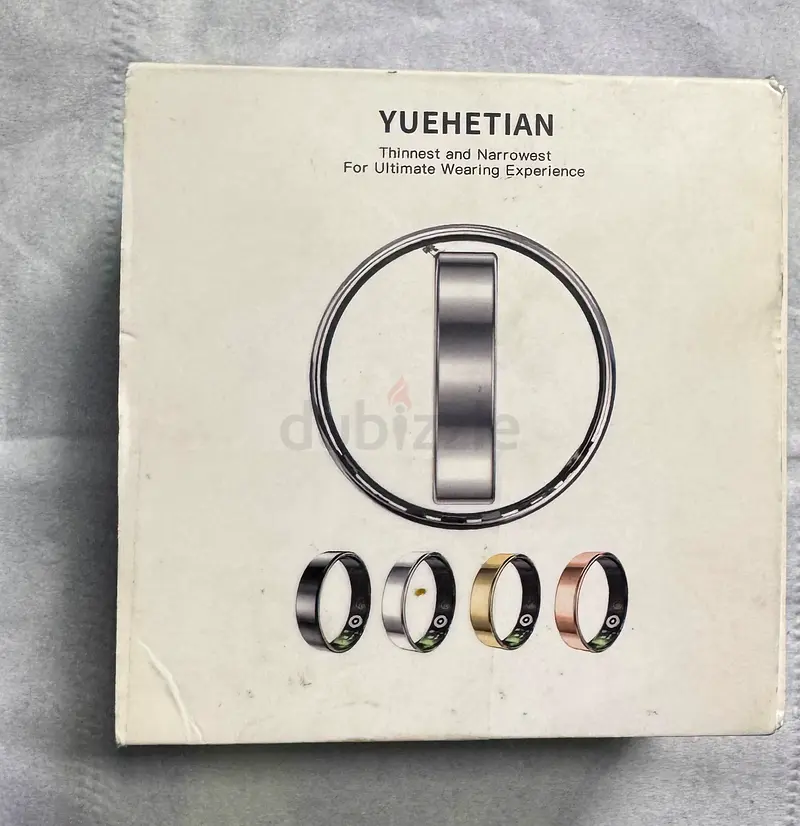 YUEHETIAN
Thinnest and Narrowest
For Ultimate Wearing Experience
dubizzle